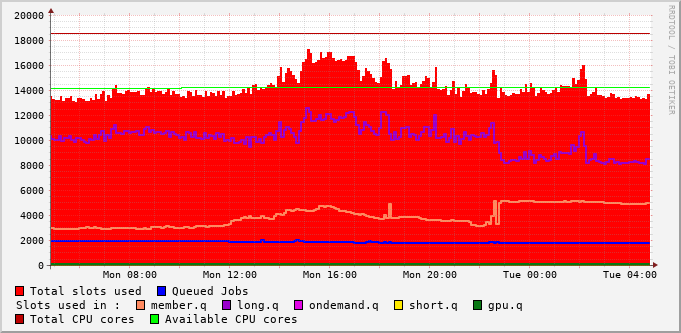 20000
18000
16000
14000
12000
10000
8000
6000
4000
2000
0
Mon 08:00 Mon 12:00 Mon 16:00 Mon 20:00 Tue 00:00 Tue 04:00
Total slots used Queued Jobs
Slots used in : member.q long.q ondemand.q short.q gpu.q
Total CPU cores Available CPU cores
RRDTOOL / TOBI OETIKER